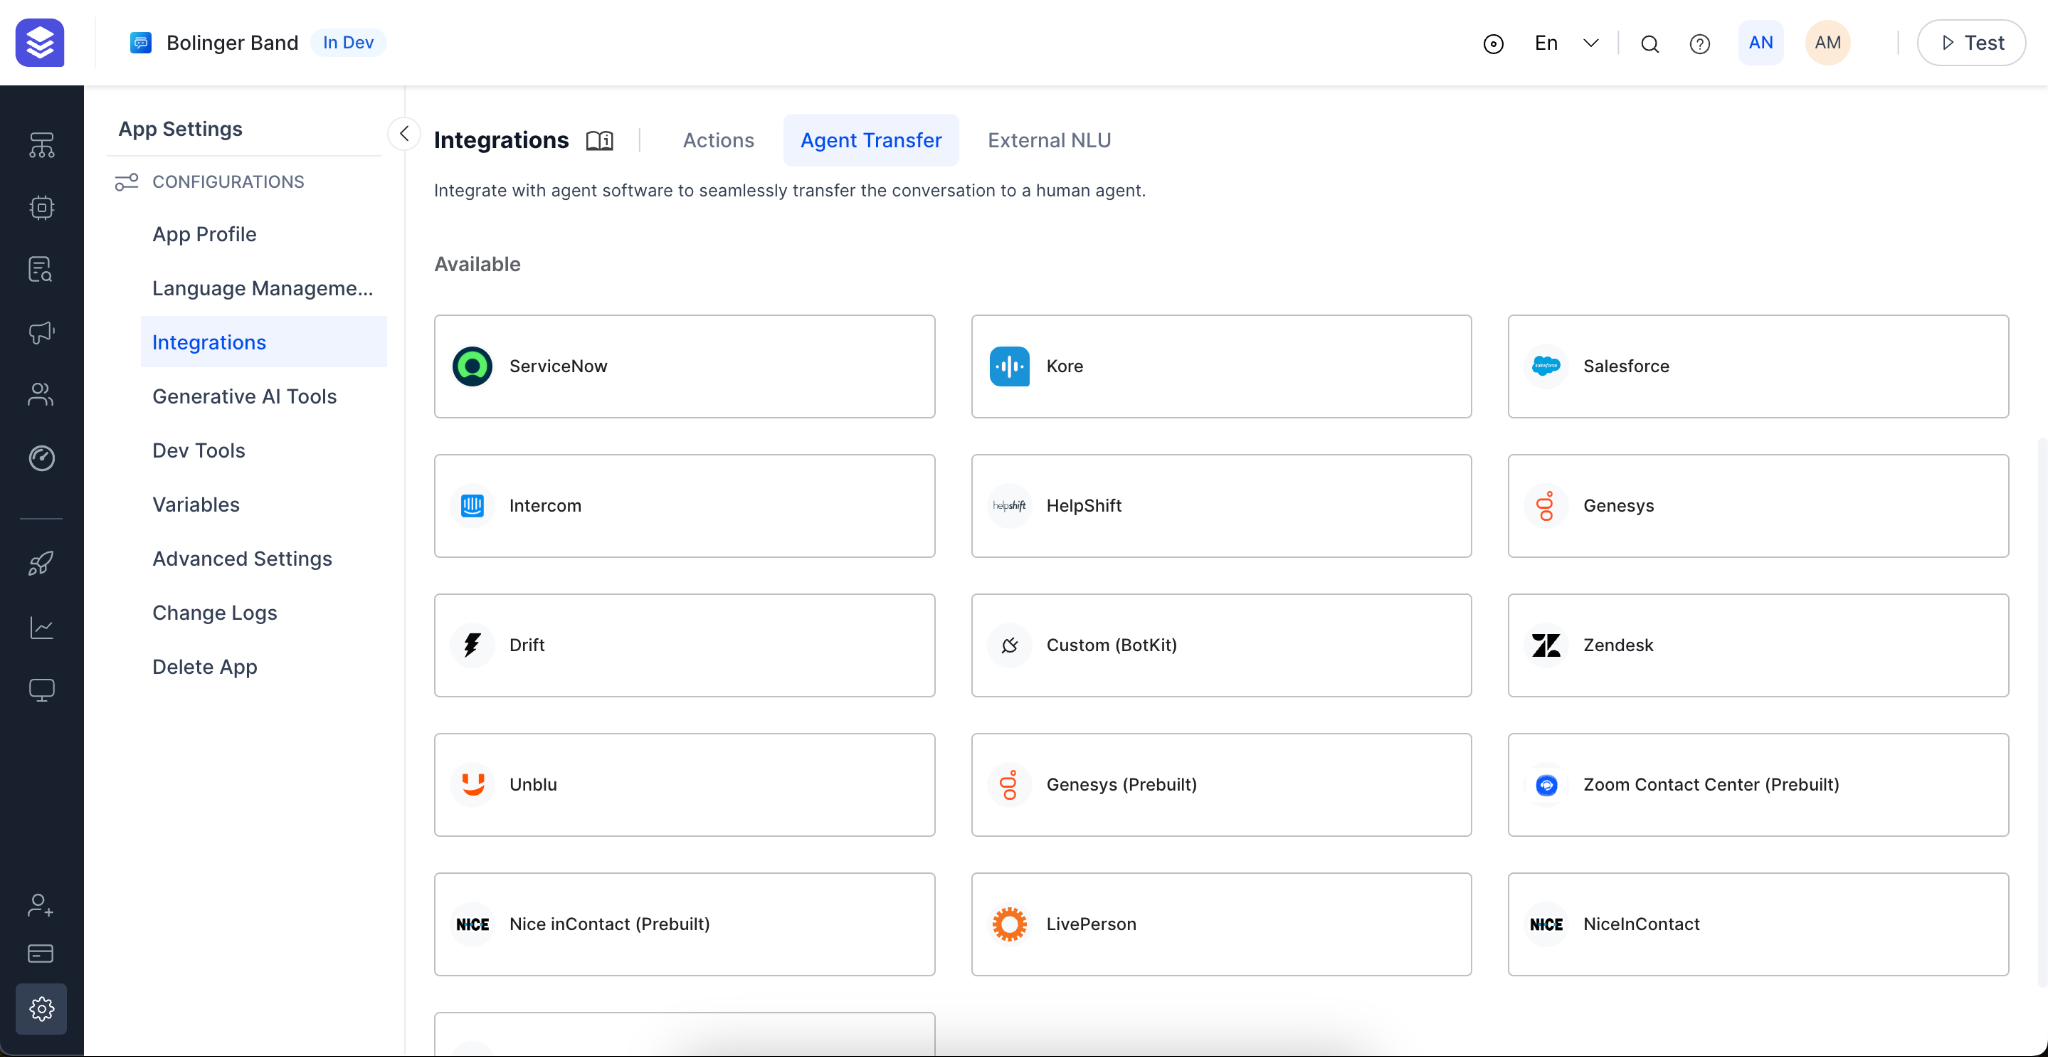 Bolinger Band
In Dev
En
AN
AM
Test
App Settings
CONFIGURATIONS
App Profile
Language Manageme...
Integrations
Generative AI Tools
Dev Tools
Variables
Advanced Settings
Change Logs
Delete App
Integrations
Actions
Agent Transfer
External NLU
Integrate with agent software to seamlessly transfer the conversation to a human agent.
Available
ServiceNow
Kore
salesforce
Salesforce
Intercom
helpshift
HelpShift
Genesys
Drift
Custom (BotKit)
Zendesk
Unblu
Genesys (Prebuilt)
Zoom Contact Center (Prebuilt)
NICE
Nice inContact (Prebuilt)
LivePerson
NICE
NiceInContact